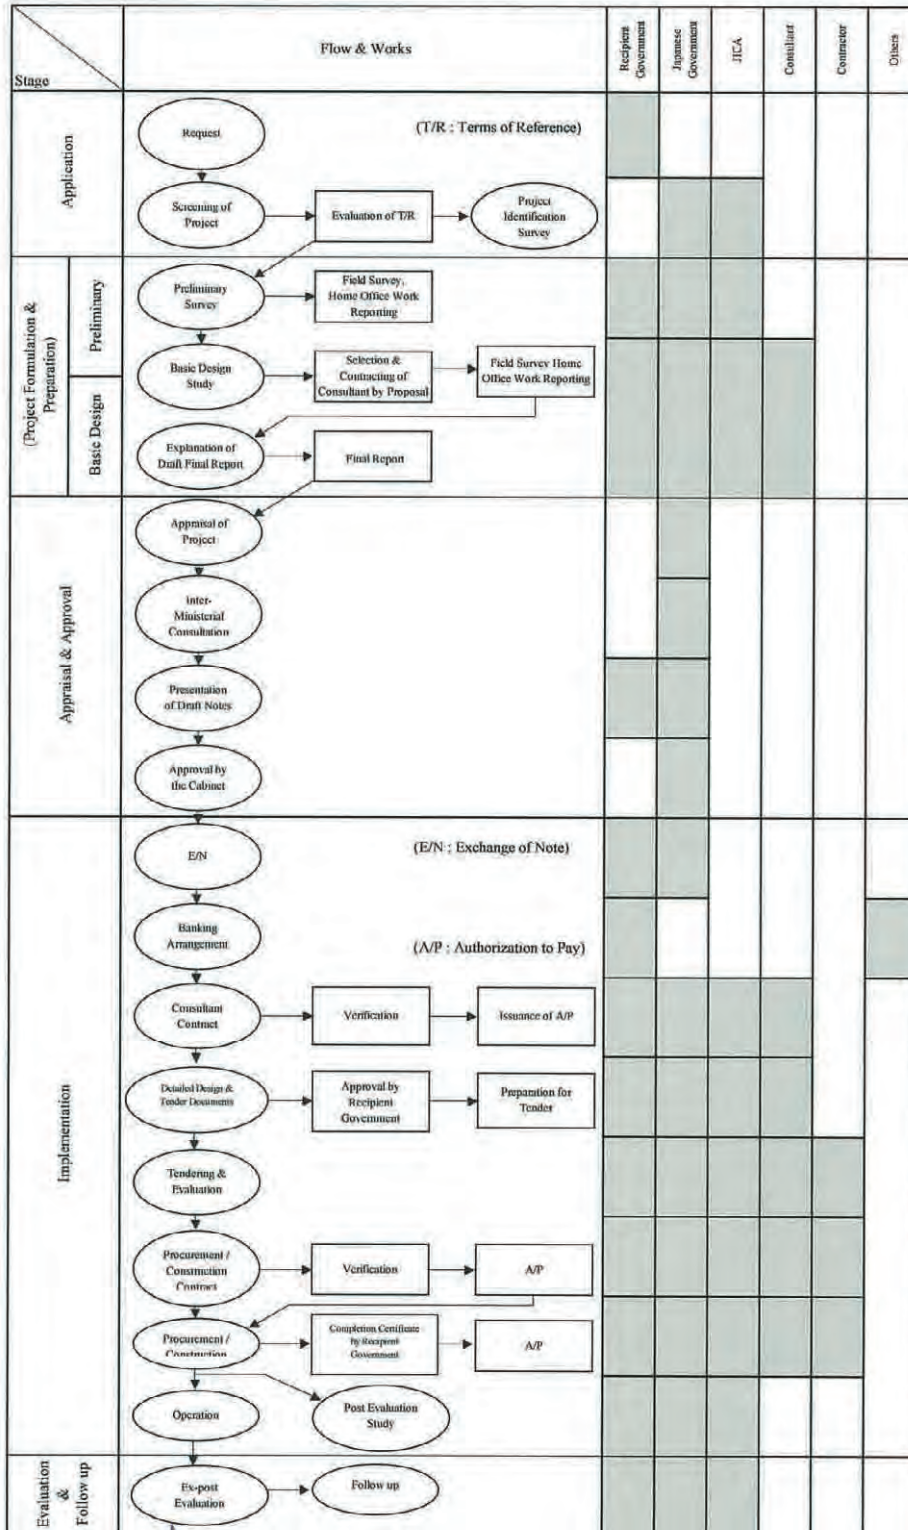 Stage
Flow & Works
Recipient
Government
Japanese
Government
JICA
Consultant
Contractor
Others
Application
Request
(T/R : Terms of Reference)
Screening of
Project
Evaluation of T/R
Project
Identification
Survey
(Project Formulation &
Preparation)
Preliminary
Preliminary
Survey
Field Survey,
Home Office Work
Reporting
Basic Design
Study
Selection &
Contracting of
Consultant by Proposal
Field Survey Home
Office Work Reporting
Basic Design
Explanation of
Draft Final Report
Final Report
Appraisal & Approval
Appraisal of
Project
Inter-
Ministerial
Consultation
Presentation
of Draft Notes
Approval by
the Cabinet
Implementation
E/N
(E/N : Exchange of Note)
Banking
Arrangement
(A/P : Authorization to Pay)
Consultant
Contract
Verification
Issuance of A/P
Detailed Design &
Tender Documents
Approval by
Recipient
Government
Preparation for
Tender
Tendering &
Evaluation
Procurement /
Construction
Contract
Verification
A/P
Procurement /
Construction
Completion Certificate
by Recipient
Government
A/P
Operation
Post Evaluation
Study
Evaluation
&
Follow up
Ex-post
Evaluation
Follow up